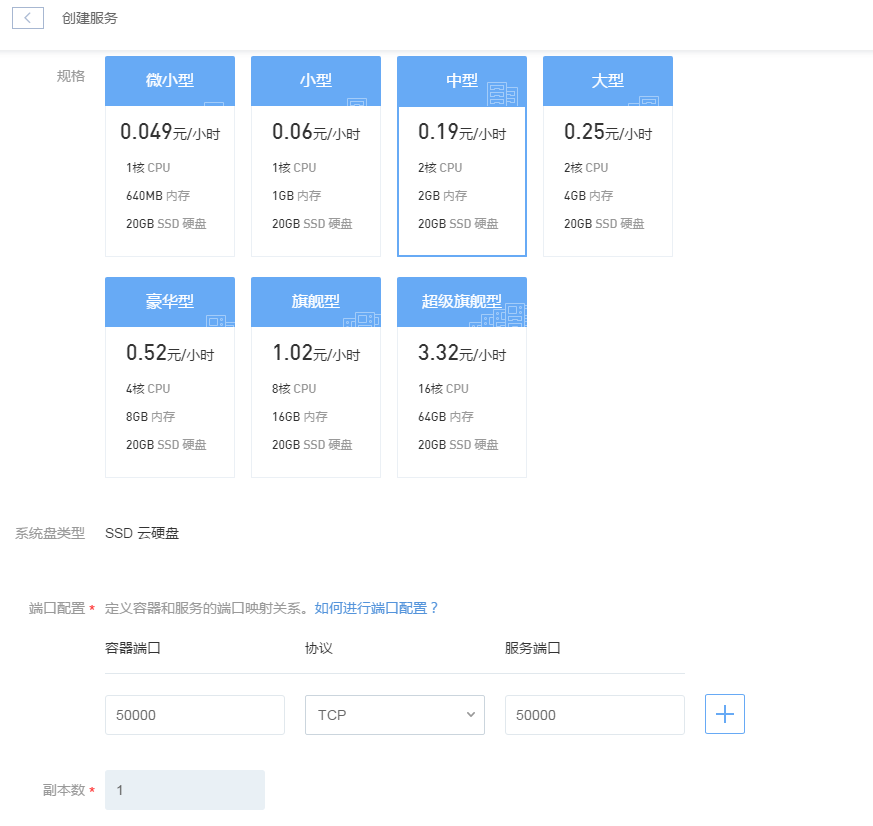 创建服务
规格
微小型 小型 中型 大型
0.049元/小时 0.06元/小时 0.19元/小时 0.25元/小时
1核 CPU 1核 CPU 2核 CPU 2核 CPU
640MB 内存 1GB 内存 2GB 内存 4GB 内存
20GB SSD 硬盘 20GB SSD 硬盘 20GB SSD 硬盘 20GB SSD 硬盘
豪华型 旗舰型 超级旗舰型
0.52元/小时 1.02元/小时 3.32元/小时
4核 CPU 8核 CPU 16核 CPU
8GB 内存 16GB 内存 64GB 内存
20GB SSD 硬盘 20GB SSD 硬盘 20GB SSD 硬盘
系统盘类型 SSD 云硬盘
端口配置 * 定义容器和服务的端口映射关系。如何进行端口配置？
容器端口 协议 服务端口
50000 TCP 50000
副本数 * 1